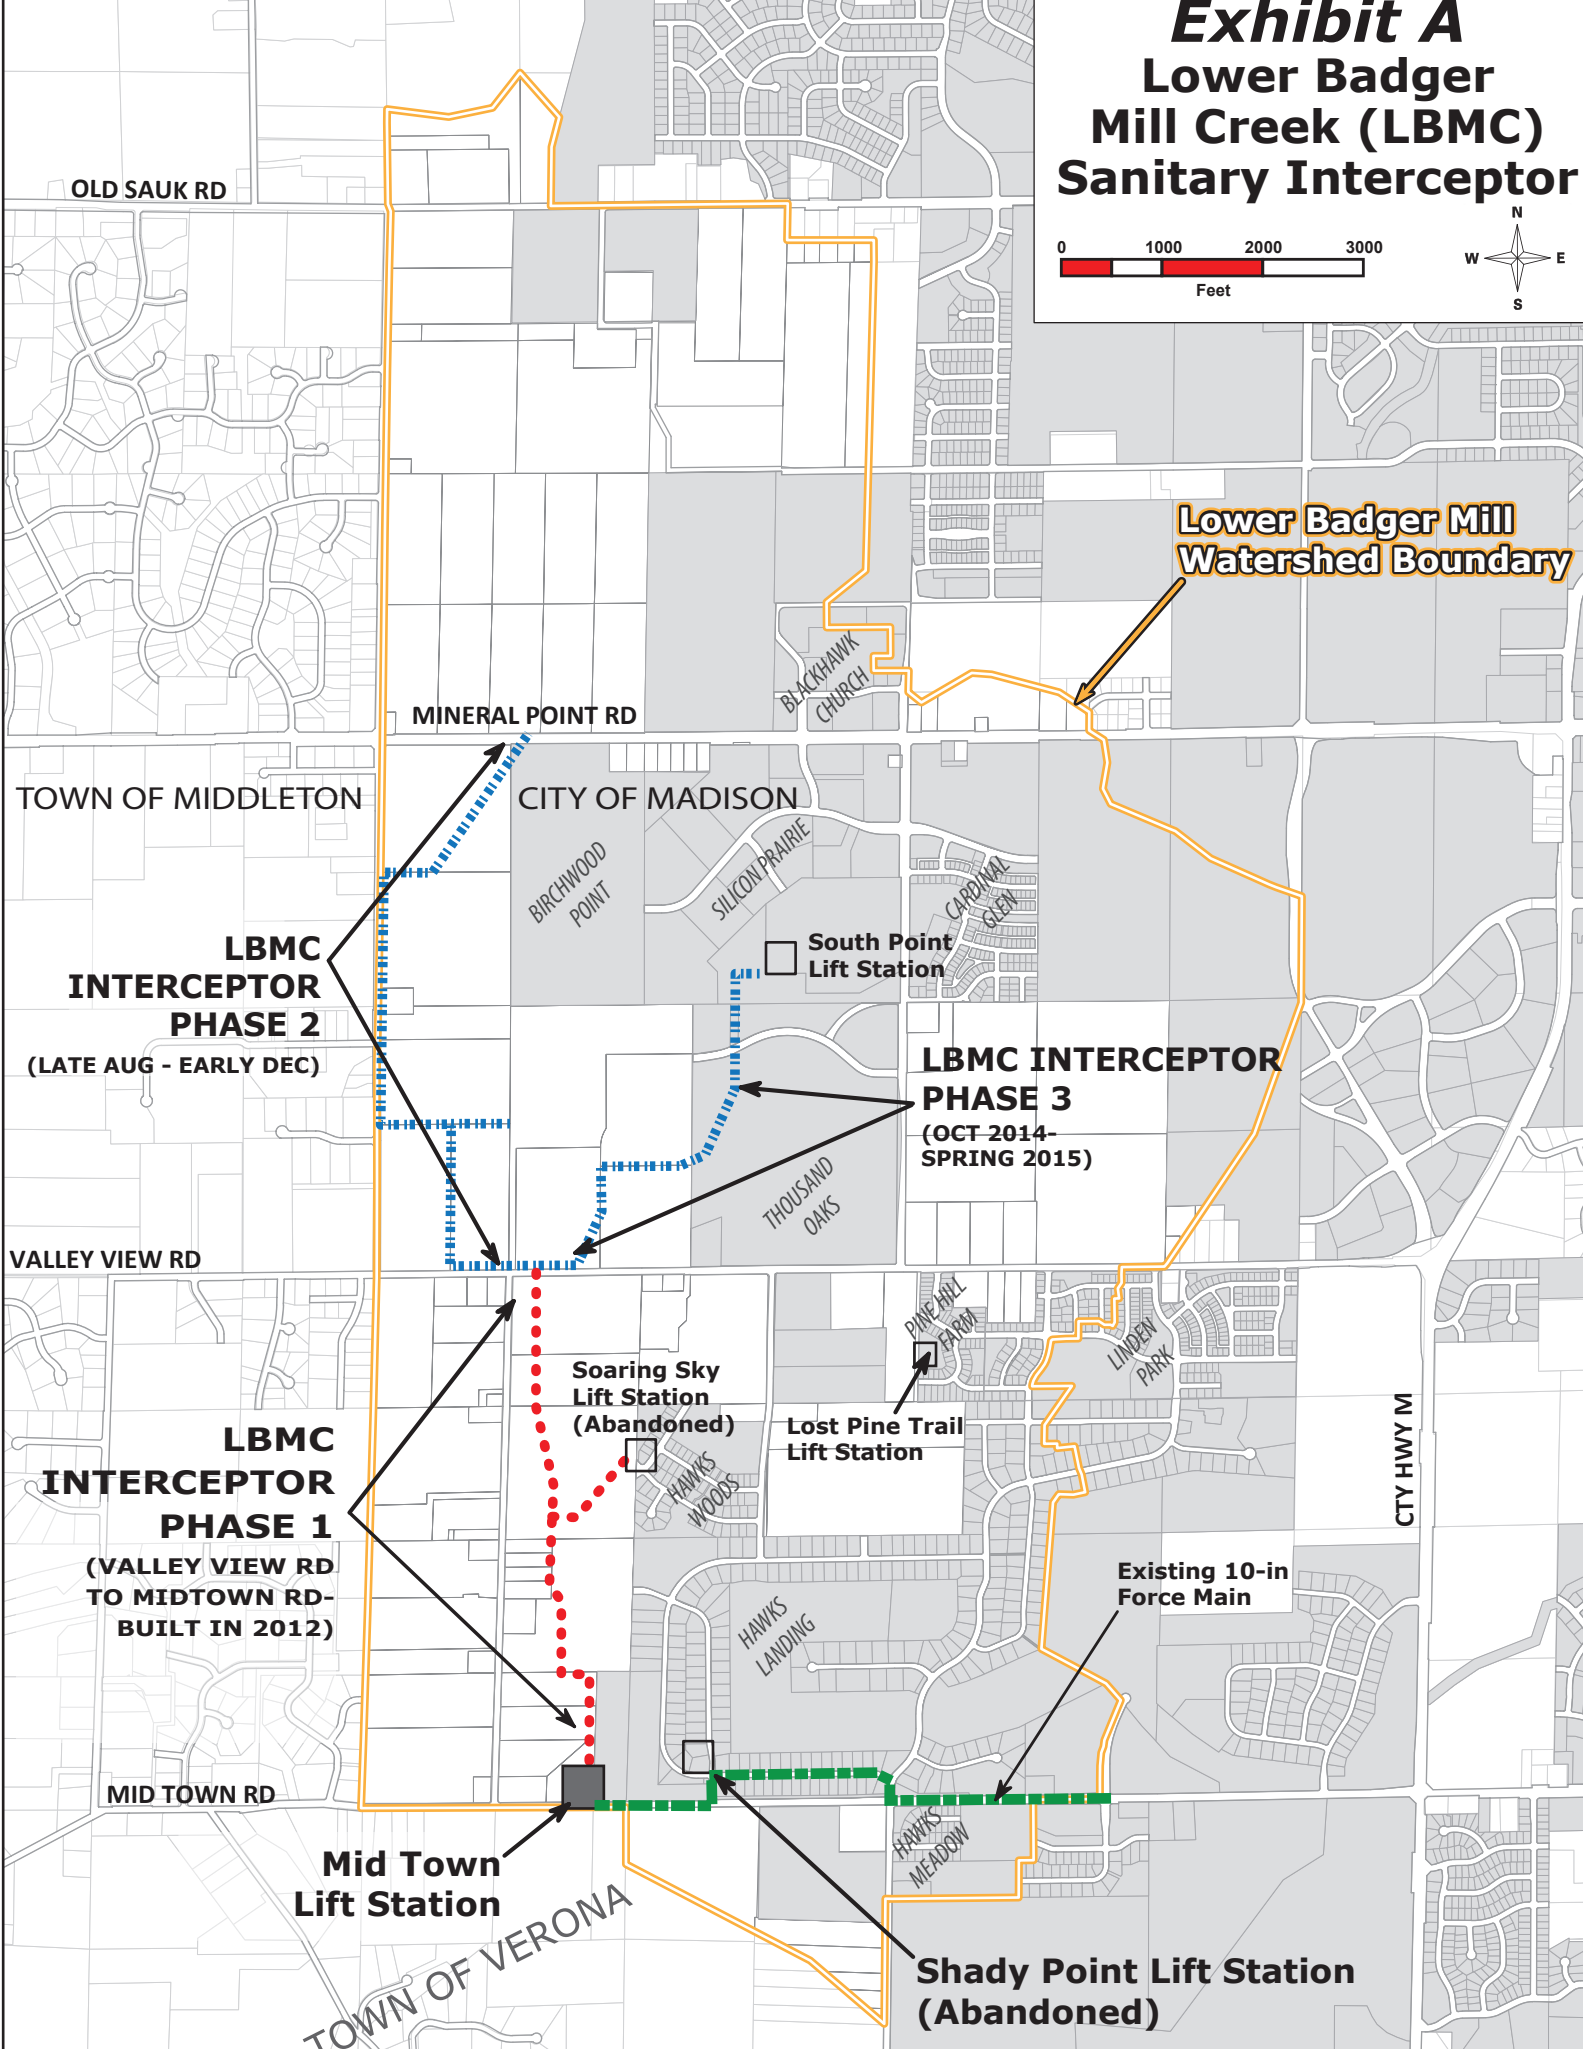 Exhibit A
Lower Badger
Mill Creek (LBMC)
Sanitary Interceptor
N
W E
S
0 1000 2000 3000
Feet
OLD SAUK RD
Lower Badger Mill
Watershed Boundary
BLACKHAWK
CHURCH
MINERAL POINT RD
TOWN OF MIDDLETON
CITY OF MADISON
BIRCHWOOD
POINT
SILICON PRAIRIE
CARDINAL
GLEN
South Point
Lift Station
LBMC
INTERCEPTOR
PHASE 2
(LATE AUG - EARLY DEC)
LBMC INTERCEPTOR
PHASE 3
(OCT 2014-
SPRING 2015)
THOUSAND
OAKS
VALLEY VIEW RD
PINE HILL
FARM
LINDEN
PARK
Soaring Sky
Lift Station
(Abandoned)
Lost Pine Trail
Lift Station
HAWKS
WOODS
CTY HWY M
LBMC
INTERCEPTOR
PHASE 1
(VALLEY VIEW RD
TO MIDTOWN RD-
BUILT IN 2012)
Existing 10-in
Force Main
HAWKS
LANDING
MID TOWN RD
HAWKS
MEADOW
Mid Town
Lift Station
TOWN OF VERONA
Shady Point Lift Station
(Abandoned)